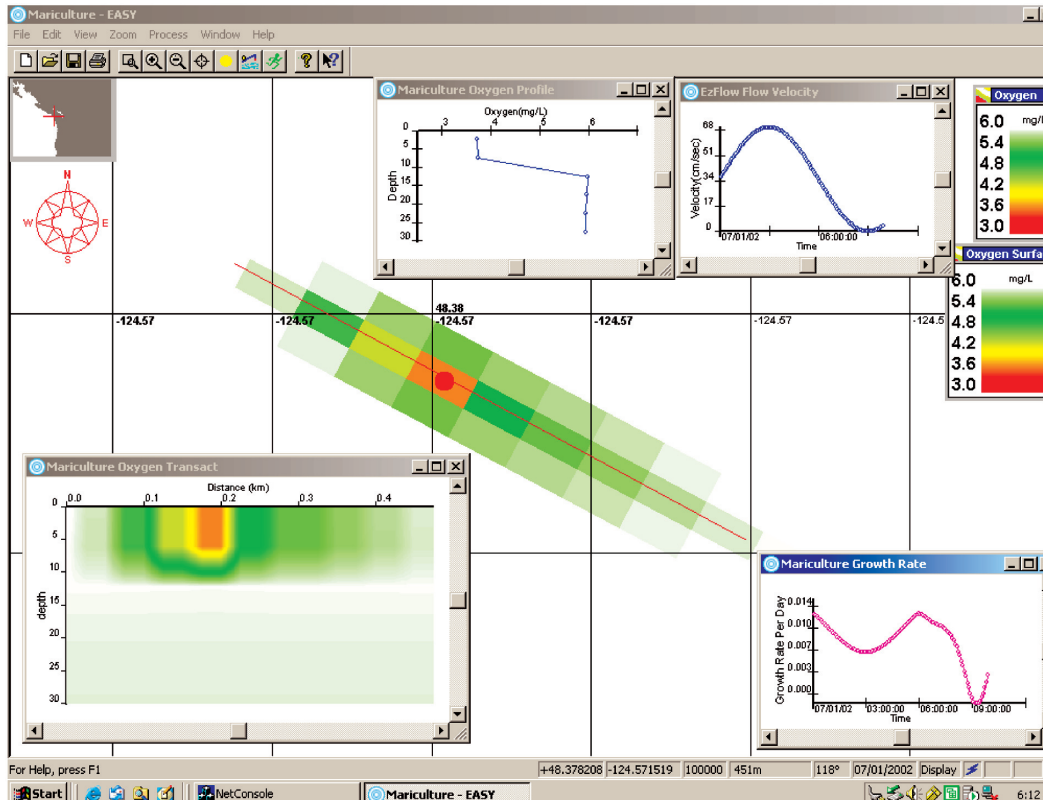 Mariculture - EASY
File Edit View Zoom Process Window Help
Mariculture Oxygen Profile
Oxygen(mg/L)
3 4 5 6
Depth
0
5
10
15
20
25
30
EzFlow Flow Velocity
Velocity(cm/sec)
68
51
34
17
0
07/01/02 06:00:00
Time
Oxygen
6.0 mg/L
5.4
4.8
4.2
3.6
3.0
Oxygen Surfa
6.0 mg/L
5.4
4.8
4.2
3.6
3.0
N
W E
S
48.38
-124.57 -124.57 -124.57 -124.57 -124.57 -124.5
Mariculture Oxygen Transact
Distance (km)
0.0 0.1 0.2 0.3 0.4
depth
0
5
10
15
20
25
30
Mariculture Growth Rate
Growth Rate Per Day
0.014
0.010
0.007
0.003
0.000
07/01/02 03:00:00 06:00:00 09:00:00
Time
For Help, press F1 +48.378208 -124.571519 100000 451m 118° 07/01/2002 Display
Start NetConsole Mariculture - EASY 6:12